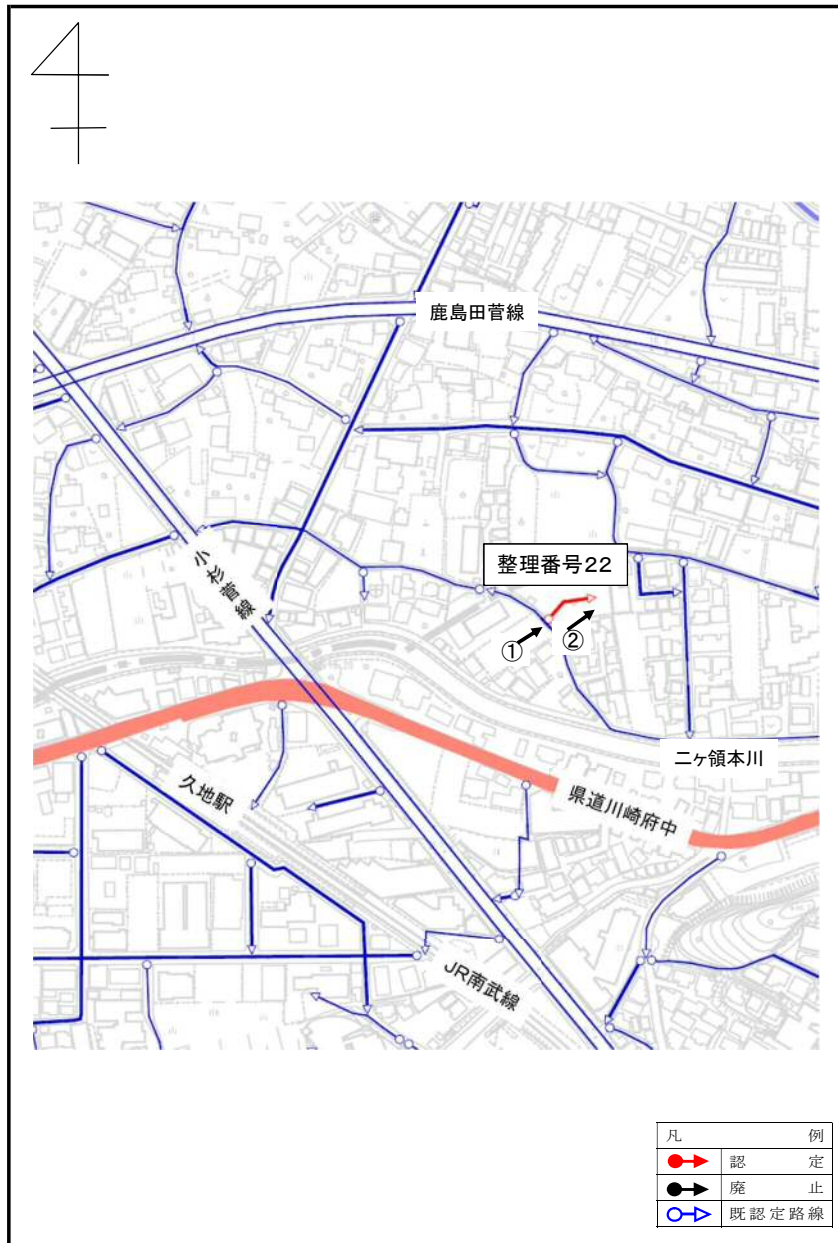 鹿島田菅線
小杉菅線
整理番号22
①
②
二ヶ領本川
久地駅
県道川崎府中
JR南武線
凡 例
認 定
廃 止
既認定路線